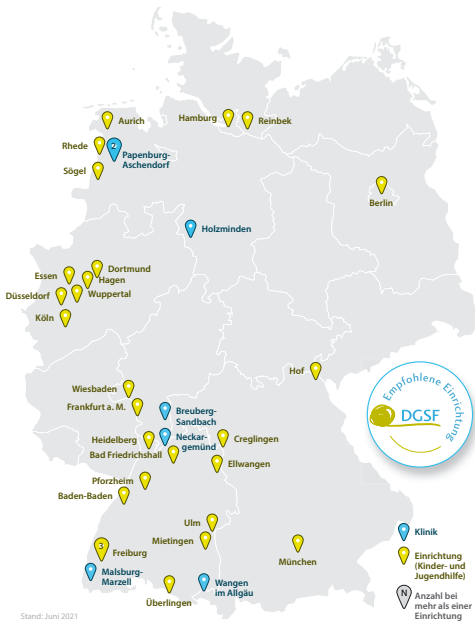 Hamburg
Reinbek
Aurich
Rhede
2
Papenburg-
Aschendorf
Sögel
Berlin
Holzminden
Dortmund
Essen
Hagen
Düsseldorf
Wuppertal
Köln
Hof
Empfohlene Einrichtung
DGSF
Wiesbaden
Frankfurt a. M.
Breuberg-
Sandbach
Heidelberg
Neckar-
gemünd
Creglingen
Bad Friedrichshall
Ellwangen
Pforzheim
Baden-Baden
Ulm
Mietingen
München
3
Freiburg
Malsburg-
Marzell
Wangen
im Allgäu
Überlingen
Klinik
Einrichtung
(Kinder- und
Jugendhilfe)
N
Anzahl bei
mehr als einer
Einrichtung
Stand: Juni 2021